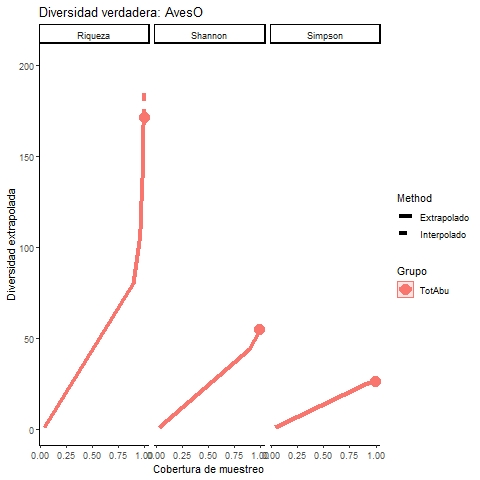 Diversidad verdadera: AvesO
Riqueza
Shannon
Simpson
Diversidad extrapolada
200
150
100
50
0
0.00 0.25 0.50 0.75 1.00
0.00 0.25 0.50 0.75 1.00
0.00 0.25 0.50 0.75 1.00
Cobertura de muestreo
Method
Extrapolado
Interpolado
Grupo
TotAbu